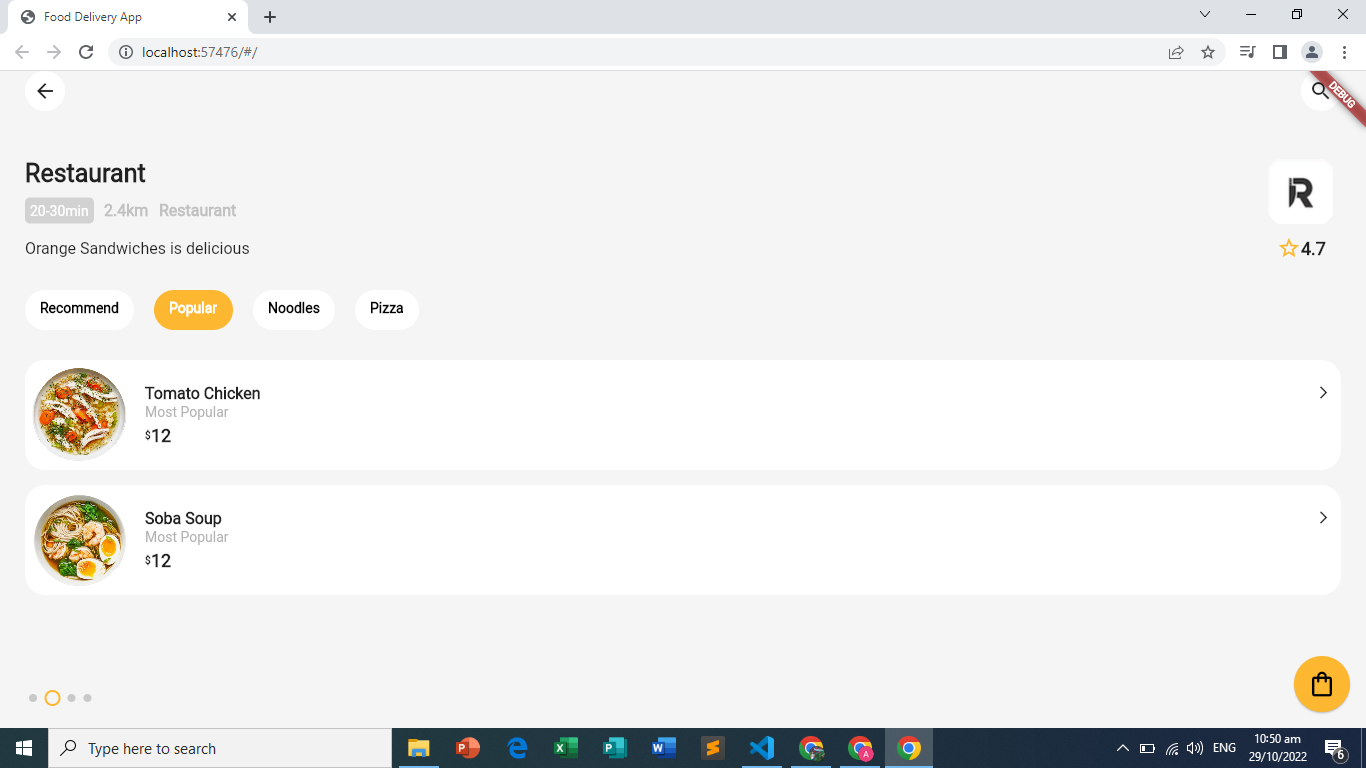 Food Delivery App
localhost:57476/#/
DEBUG
Restaurant
R
20-30min 2.4km Restaurant
Orange Sandwiches is delicious
4.7
Recommend Popular Noodles Pizza
Tomato Chicken
Most Popular
$12
Soba Soup
Most Popular
$12
Type here to search
ENG
10:50 am
29/10/2022
6